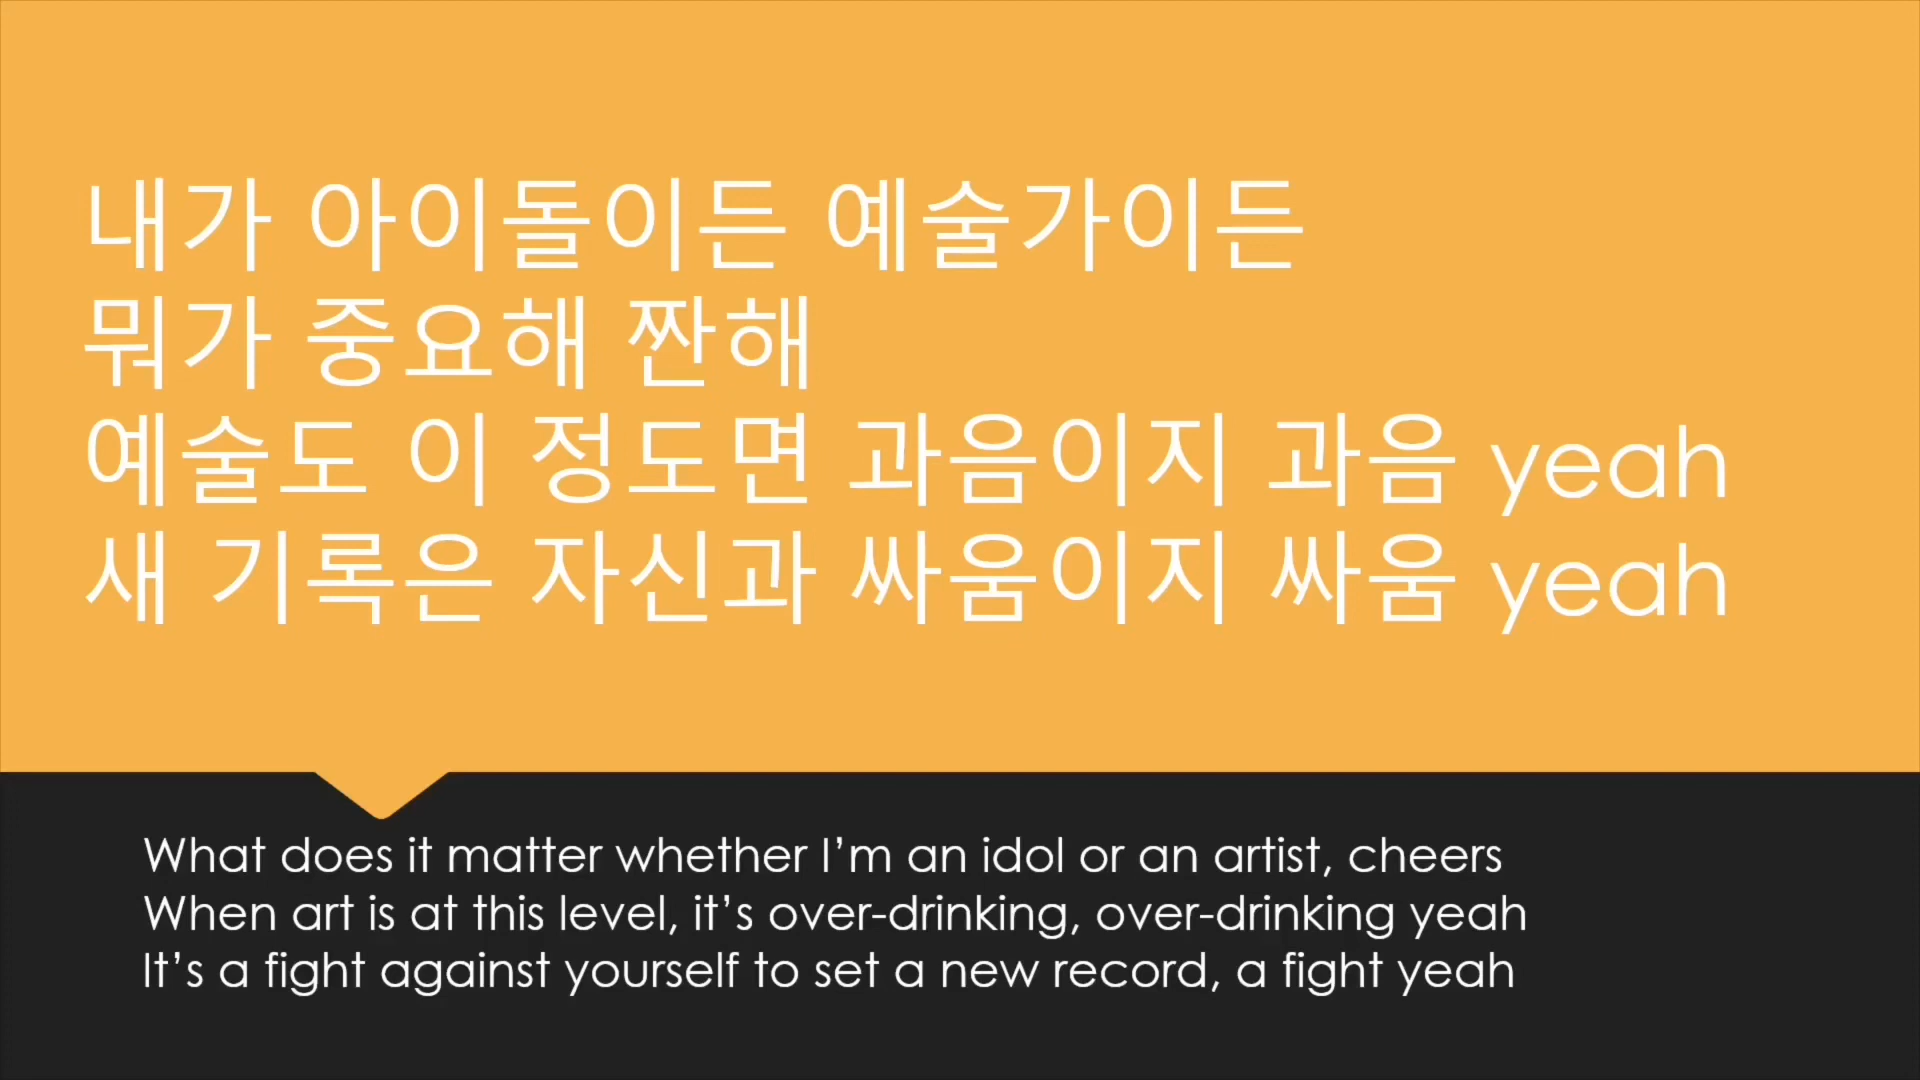 내가 아이돌이든 예술가이든
뭐가 중요해 짠해
예술도 이 정도면 과음이지 과음 yeah
새 기록은 자신과 싸움이지 싸움 yeah
What does it matter whether I’m an idol or an artist, cheers
When art is at this level, it’s over-drinking, over-drinking yeah
It’s a fight against yourself to set a new record, a fight yeah